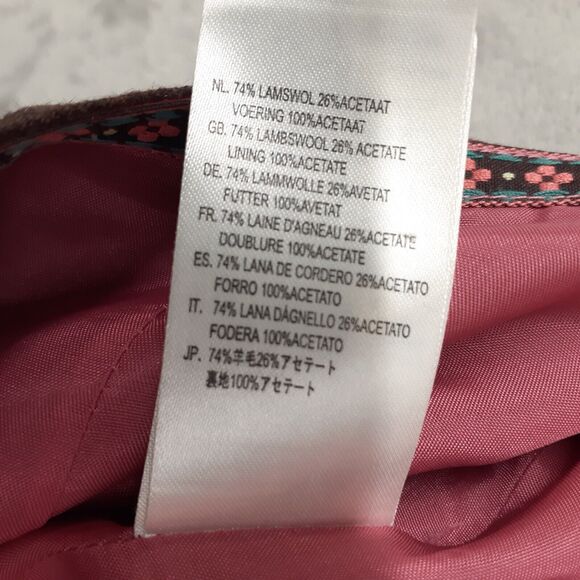 NL. 74% LAMSWOL 26%ACETAAT
VOERING 100%ACETAAT
GB. 74% LAMBSWOOL 26% ACETATE
LINING 100%ACETATE
DE. 74% LAMMWOLLE 26%AVETAT
FUTTER 100%AVETAT
FR. 74% LAINE D'AGNEAU 26%ACETATE
DOUBLURE 100%ACETATE
ES. 74% LANA DE CORDERO 26%ACETATO
FORRO 100%ACETATO
IT. 74% LANA DÁGNELLO 26%ACETATO
FODERA 100%ACETATO
JP. 74%羊毛26%アセテート
裏地100%アセテート